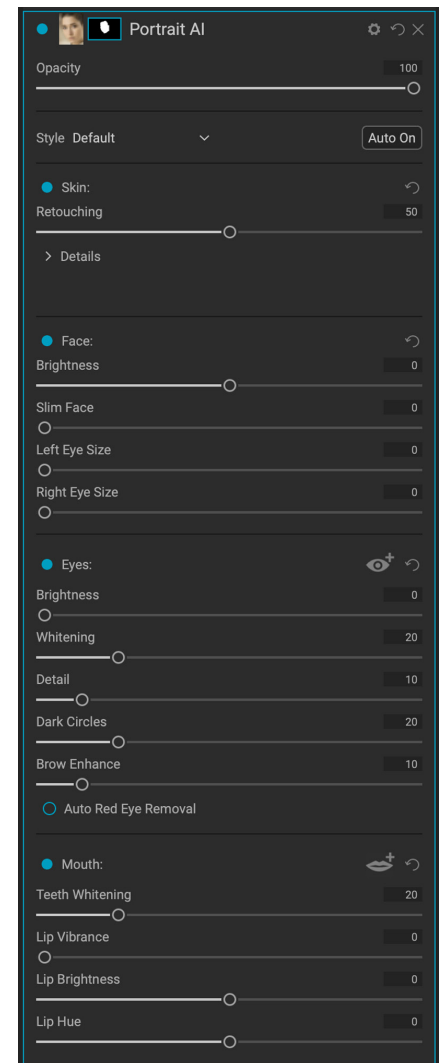 Portrait AI
Opacity 100
Style Default Auto On
Skin:
Retouching 50
Details
Face:
Brightness 0
Slim Face 0
Left Eye Size 0
Right Eye Size 0
Eyes:
Brightness 0
Whitening 20
Detail 10
Dark Circles 20
Brow Enhance 10
Auto Red Eye Removal
Mouth:
Teeth Whitening 20
Lip Vibrance 0
Lip Brightness 0
Lip Hue 0